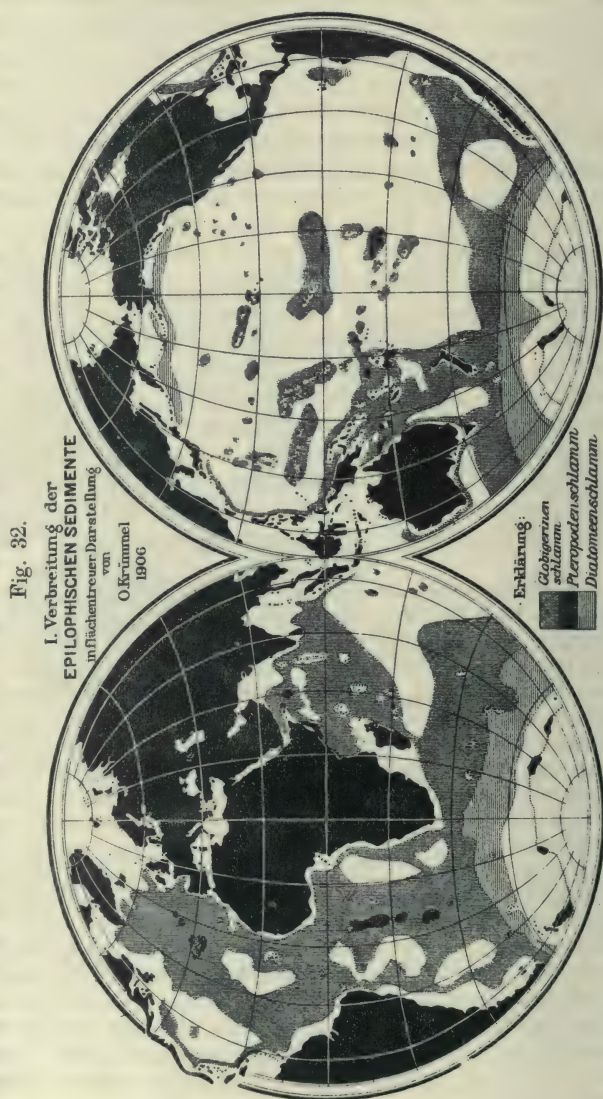 Fig. 32.
I. Verbreitung der
EPILOPHISCHEN SEDIMENTE
in flächentreuer Darstellung
von
O. Krümmel
1906
Erklärung:
Globigerinen
schlamm
Pteropodenschlamm
Diatomeenschlamm